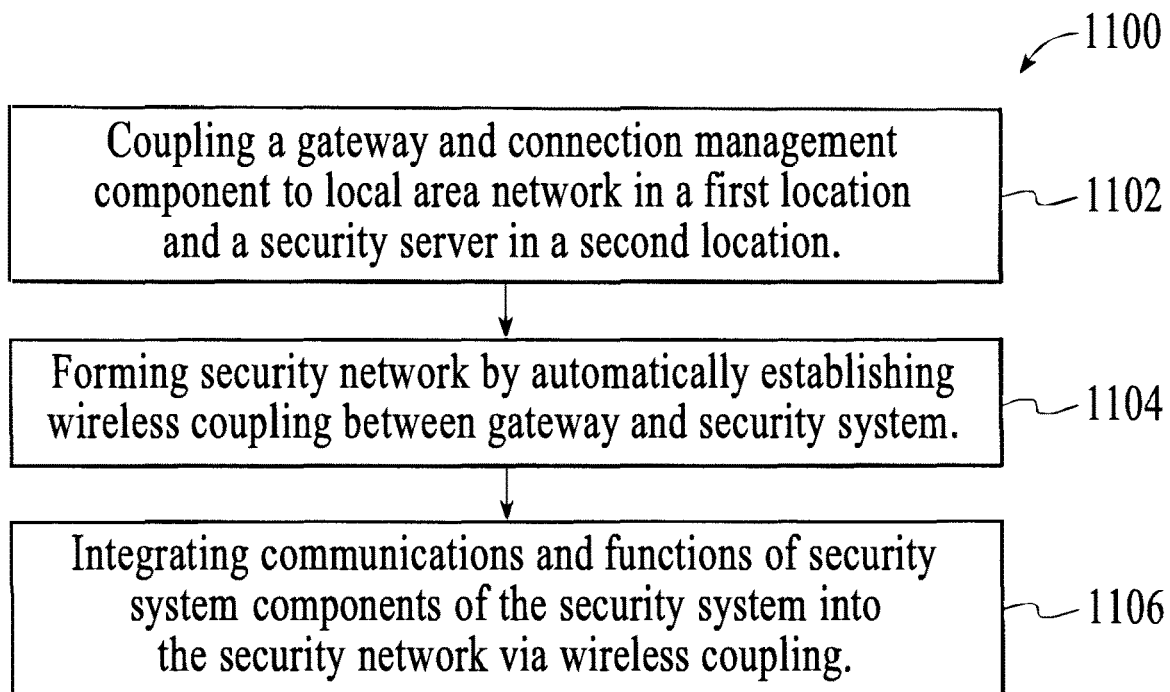 1100
Coupling a gateway and connection management
component to local area network in a first location
and a security server in a second location.
1102
Forming security network by automatically establishing
wireless coupling between gateway and security system.
1104
Integrating communications and functions of security
system components of the security system into
the security network via wireless coupling.
1106